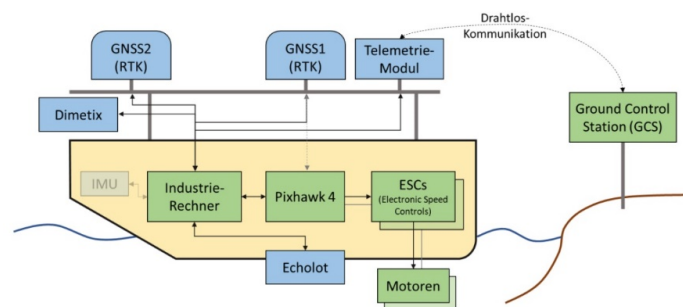 GNSS2
(RTK)
GNSS1
(RTK)
Telemetrie-
Modul
Drahtlos-
Kommunikation
Dimetix
Ground Control
Station (GCS)
IMU
Industrie-
Rechner
Pixhawk 4
ESCs
(Electronic Speed
Controls)
Echolot
Motoren